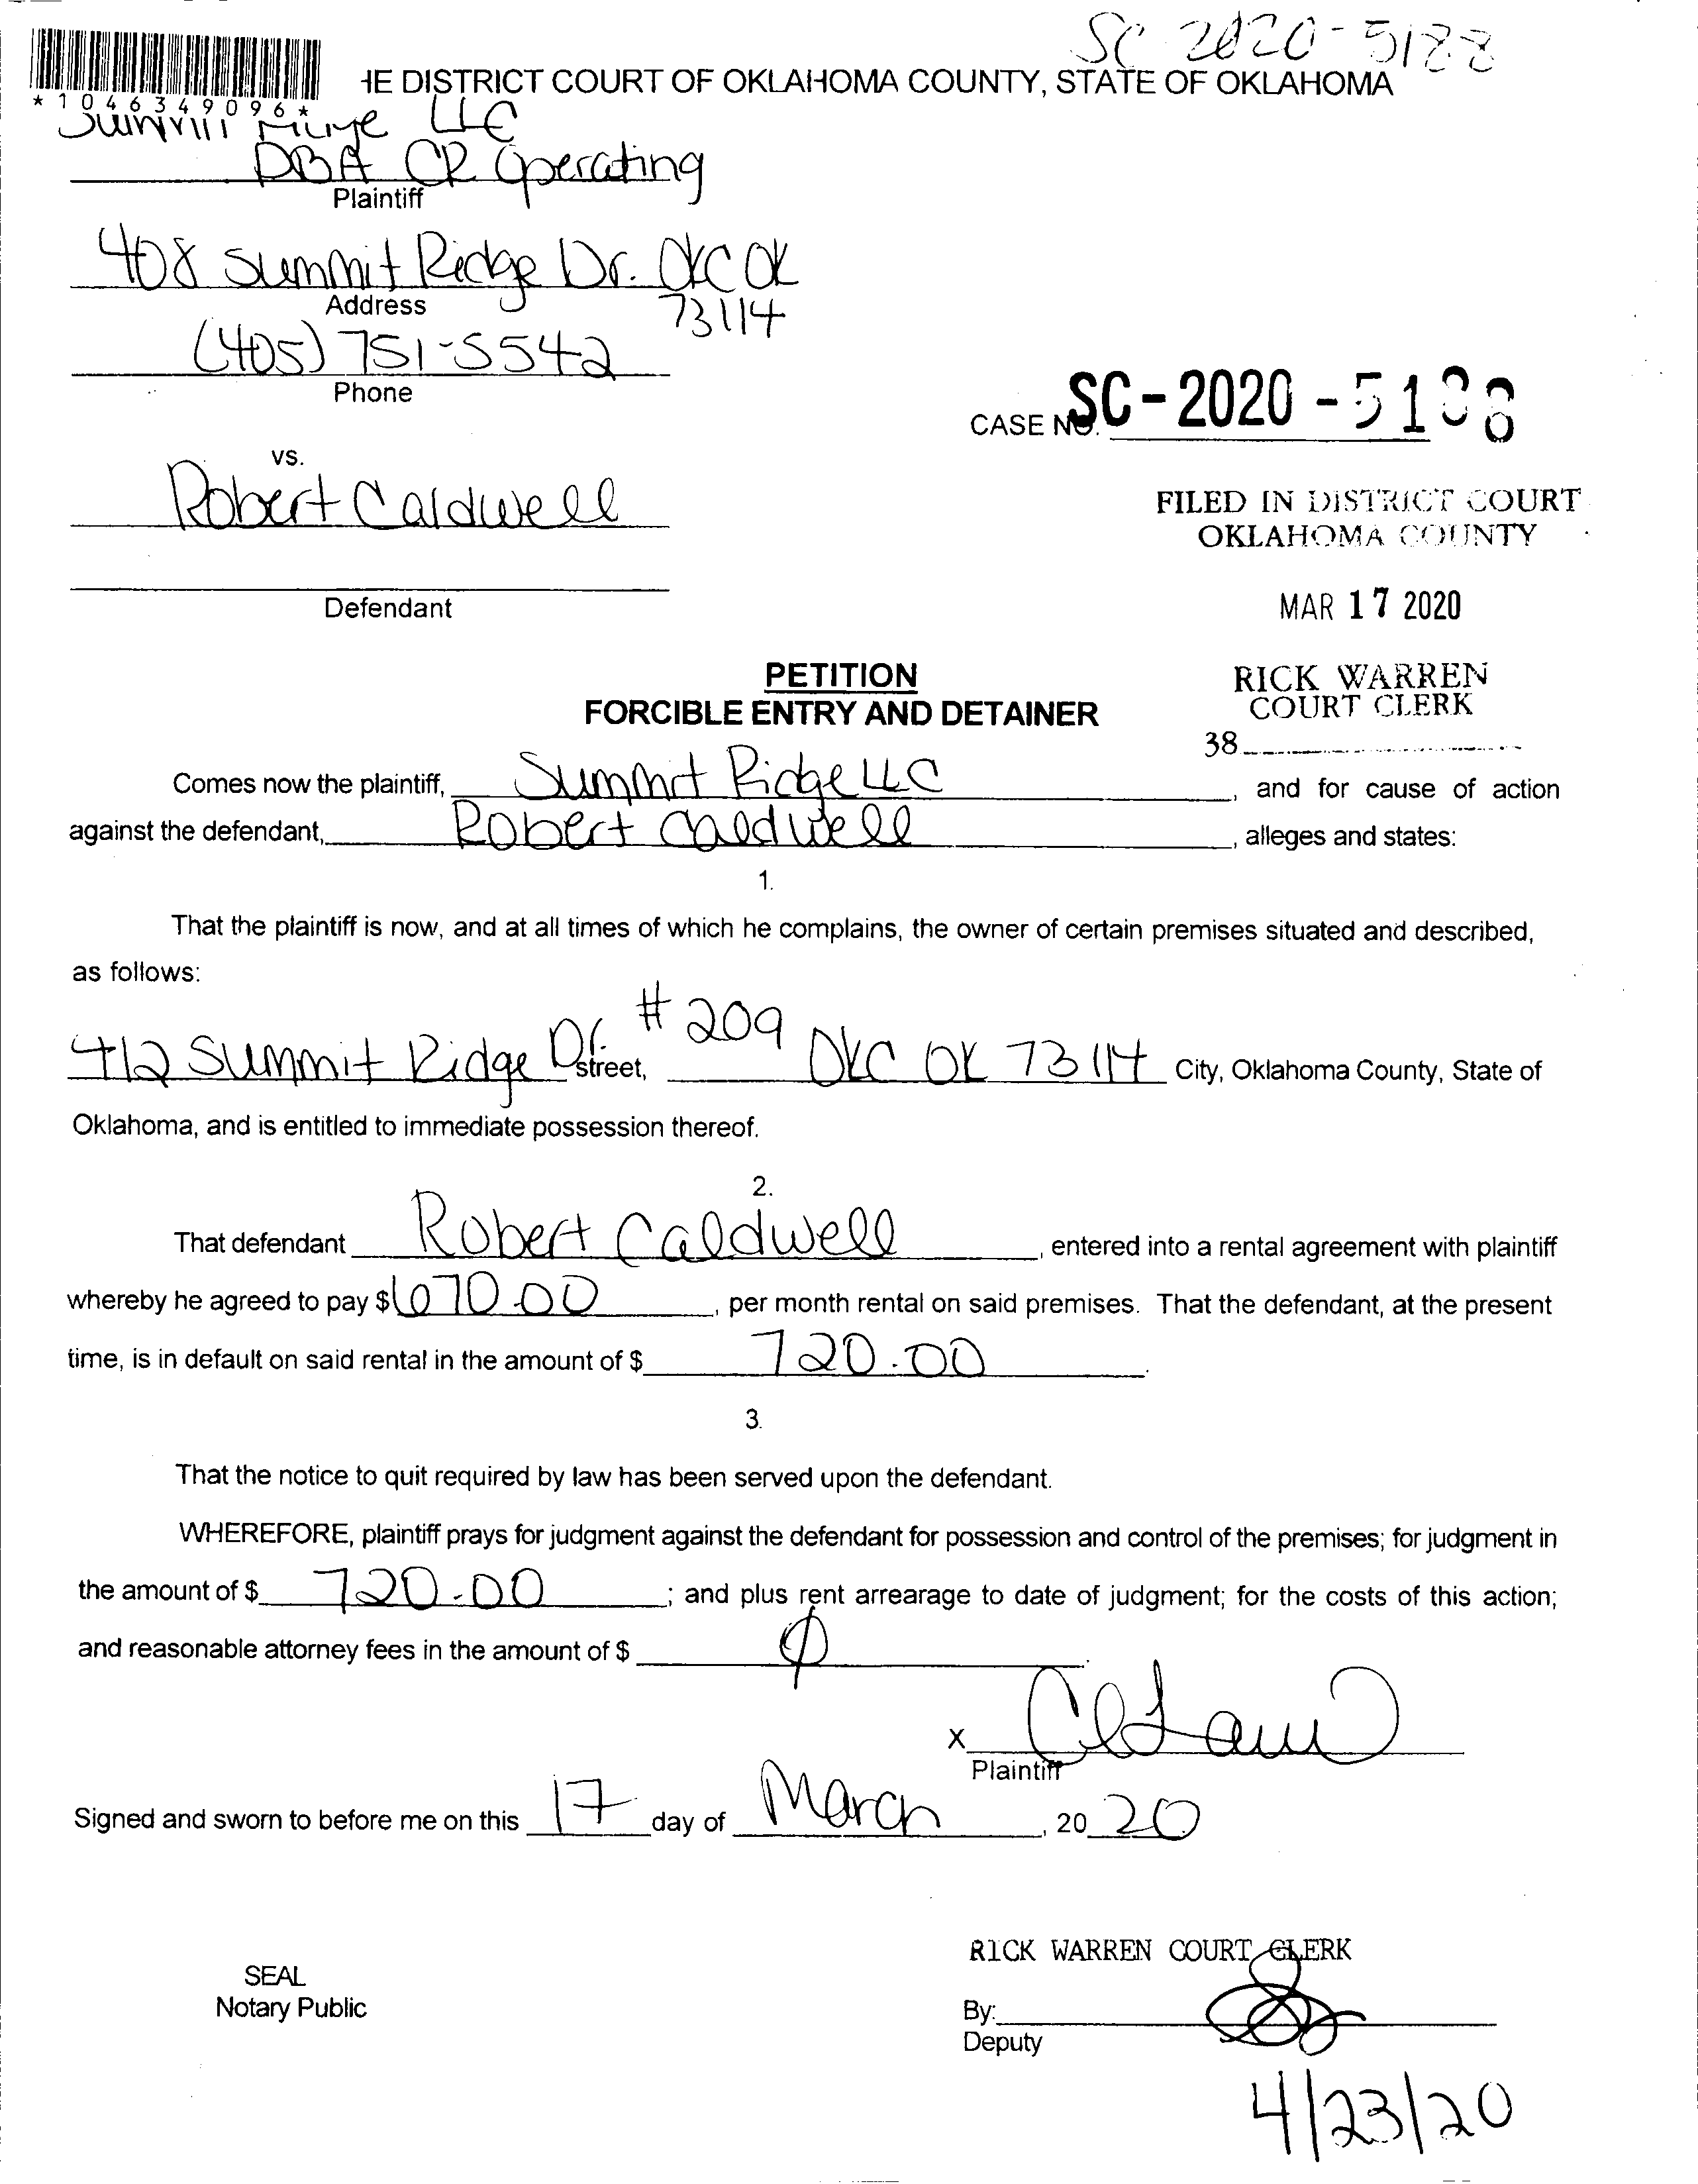 SC 2020-5188
*1046349096*
HE DISTRICT COURT OF OKLAHOMA COUNTY, STATE OF OKLAHOMA
LLC
DBA CR Operating
Plaintiff
408 Summit Ridge Dr. OKC OK
Address
73114
(405) 751-5542
Phone
CASE NO. SC-2020-5188
vs.
Robert Caldwell
FILED IN DISTRICT COURT
OKLAHOMA COUNTY
Defendant
MAR 17 2020
PETITION
FORCIBLE ENTRY AND DETAINER
RICK WARREN
COURT CLERK
38
Comes now the plaintiff, Summit Ridge LLC, and for cause of action
against the defendant, Robert Caldwell, alleges and states:
1.
That the plaintiff is now, and at all times of which he complains, the owner of certain premises situated and described,
as follows:
412 Summit Ridge Dr. street, #209 OKC OK 73114 City, Oklahoma County, State of
Oklahoma, and is entitled to immediate possession thereof.
2.
That defendant Robert Caldwell, entered into a rental agreement with plaintiff
whereby he agreed to pay $670.00, per month rental on said premises. That the defendant, at the present
time, is in default on said rental in the amount of $ 720.00.
3.
That the notice to quit required by law has been served upon the defendant.
WHEREFORE, plaintiff prays for judgment against the defendant for possession and control of the premises; for judgment in
the amount of $ 720.00; and plus rent arrearage to date of judgment; for the costs of this action;
and reasonable attorney fees in the amount of $ 0.
X
Plaintiff
Signed and sworn to before me on this 17 day of March, 20 20
RICK WARREN COURT CLERK
SEAL
Notary Public
By:
Deputy
4/23/20